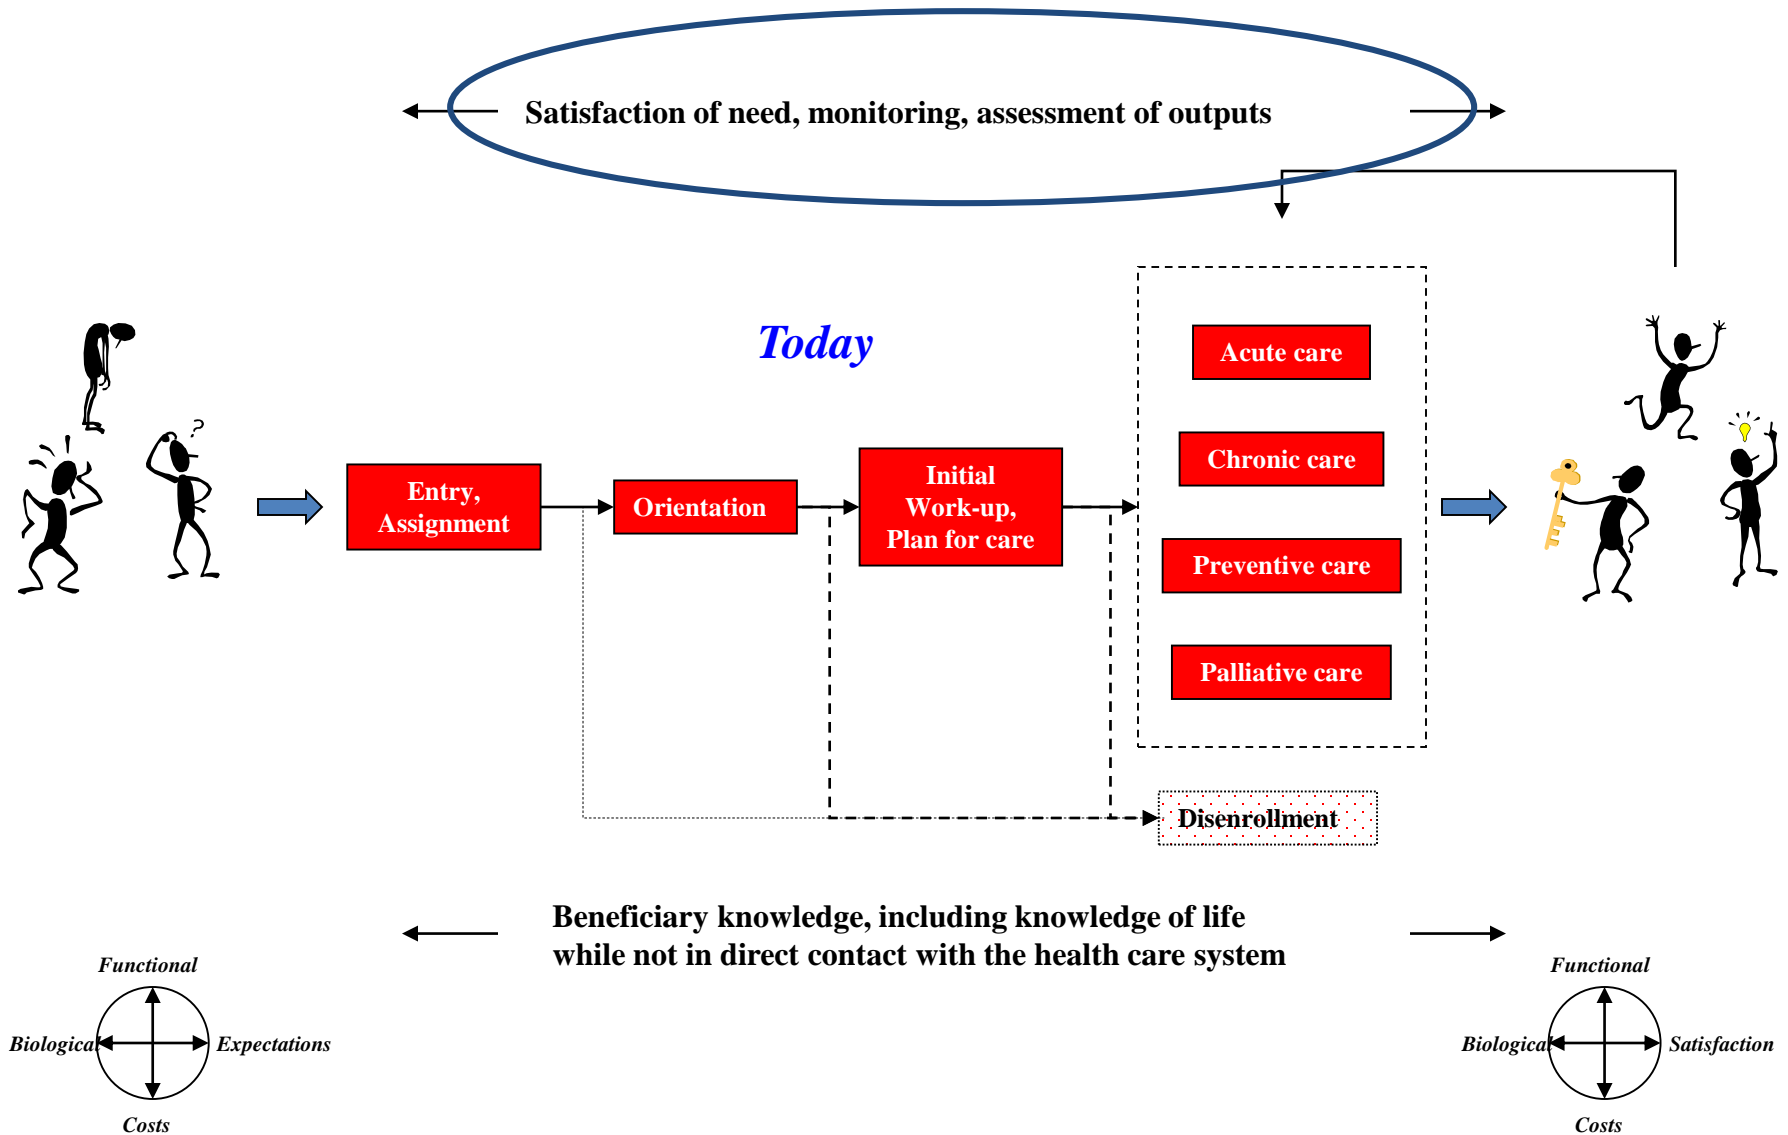 Satisfaction of need, monitoring, assessment of outputs
Today
?
Entry,
Assignment
Orientation
Initial
Work-up,
Plan for care
Acute care
Chronic care
Preventive care
Palliative care
Disenrollment
Beneficiary knowledge, including knowledge of life
while not in direct contact with the health care system
Functional
Biological
Expectations
Costs
Functional
Biological
Satisfaction
Costs